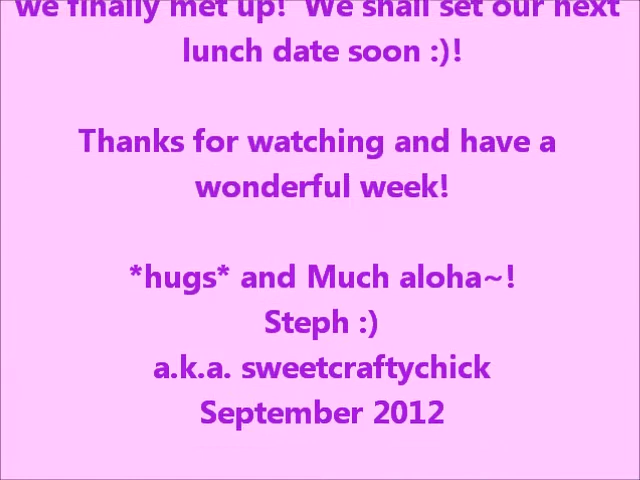 we finally met up!  We shall set our next
lunch date soon :)!
Thanks for watching and have a
wonderful week!
*hugs* and Much aloha~!
Steph :)
a.k.a. sweetcraftychick
September 2012